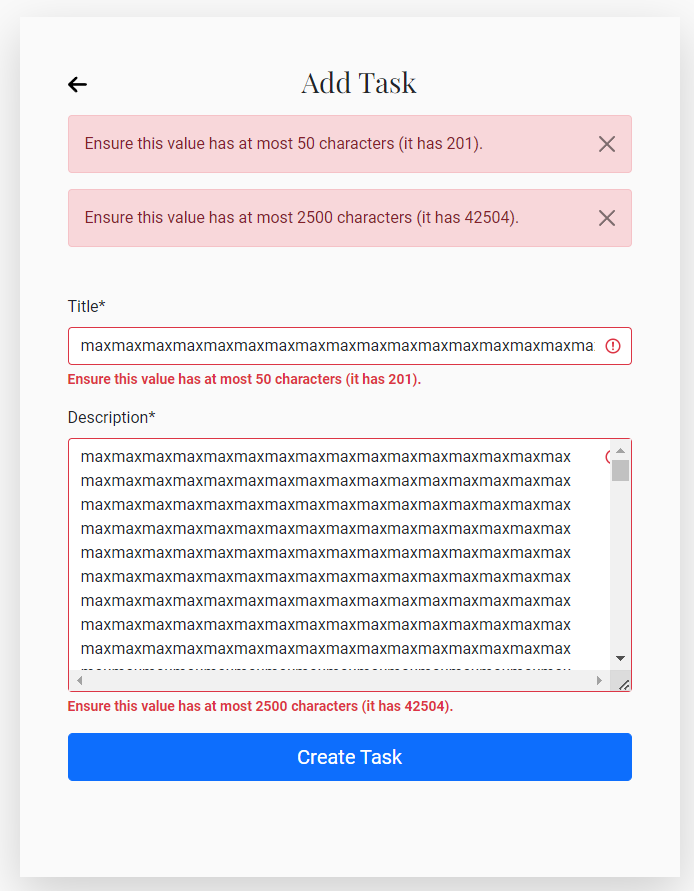 Add Task
Ensure this value has at most 50 characters (it has 201).
Ensure this value has at most 2500 characters (it has 42504).
Title*
maxmaxmaxmaxmaxmaxmaxmaxmaxmaxmaxmaxmaxmaxmaxmaxma
Ensure this value has at most 50 characters (it has 201).
Description*
maxmaxmaxmaxmaxmaxmaxmaxmaxmaxmaxmaxmaxmaxmaxmax
maxmaxmaxmaxmaxmaxmaxmaxmaxmaxmaxmaxmaxmaxmaxmax
maxmaxmaxmaxmaxmaxmaxmaxmaxmaxmaxmaxmaxmaxmaxmax
maxmaxmaxmaxmaxmaxmaxmaxmaxmaxmaxmaxmaxmaxmaxmax
maxmaxmaxmaxmaxmaxmaxmaxmaxmaxmaxmaxmaxmaxmaxmax
maxmaxmaxmaxmaxmaxmaxmaxmaxmaxmaxmaxmaxmaxmaxmax
maxmaxmaxmaxmaxmaxmaxmaxmaxmaxmaxmaxmaxmaxmaxmax
maxmaxmaxmaxmaxmaxmaxmaxmaxmaxmaxmaxmaxmaxmaxmax
maxmaxmaxmaxmaxmaxmaxmaxmaxmaxmaxmaxmaxmaxmaxmax
Ensure this value has at most 2500 characters (it has 42504).
Create Task